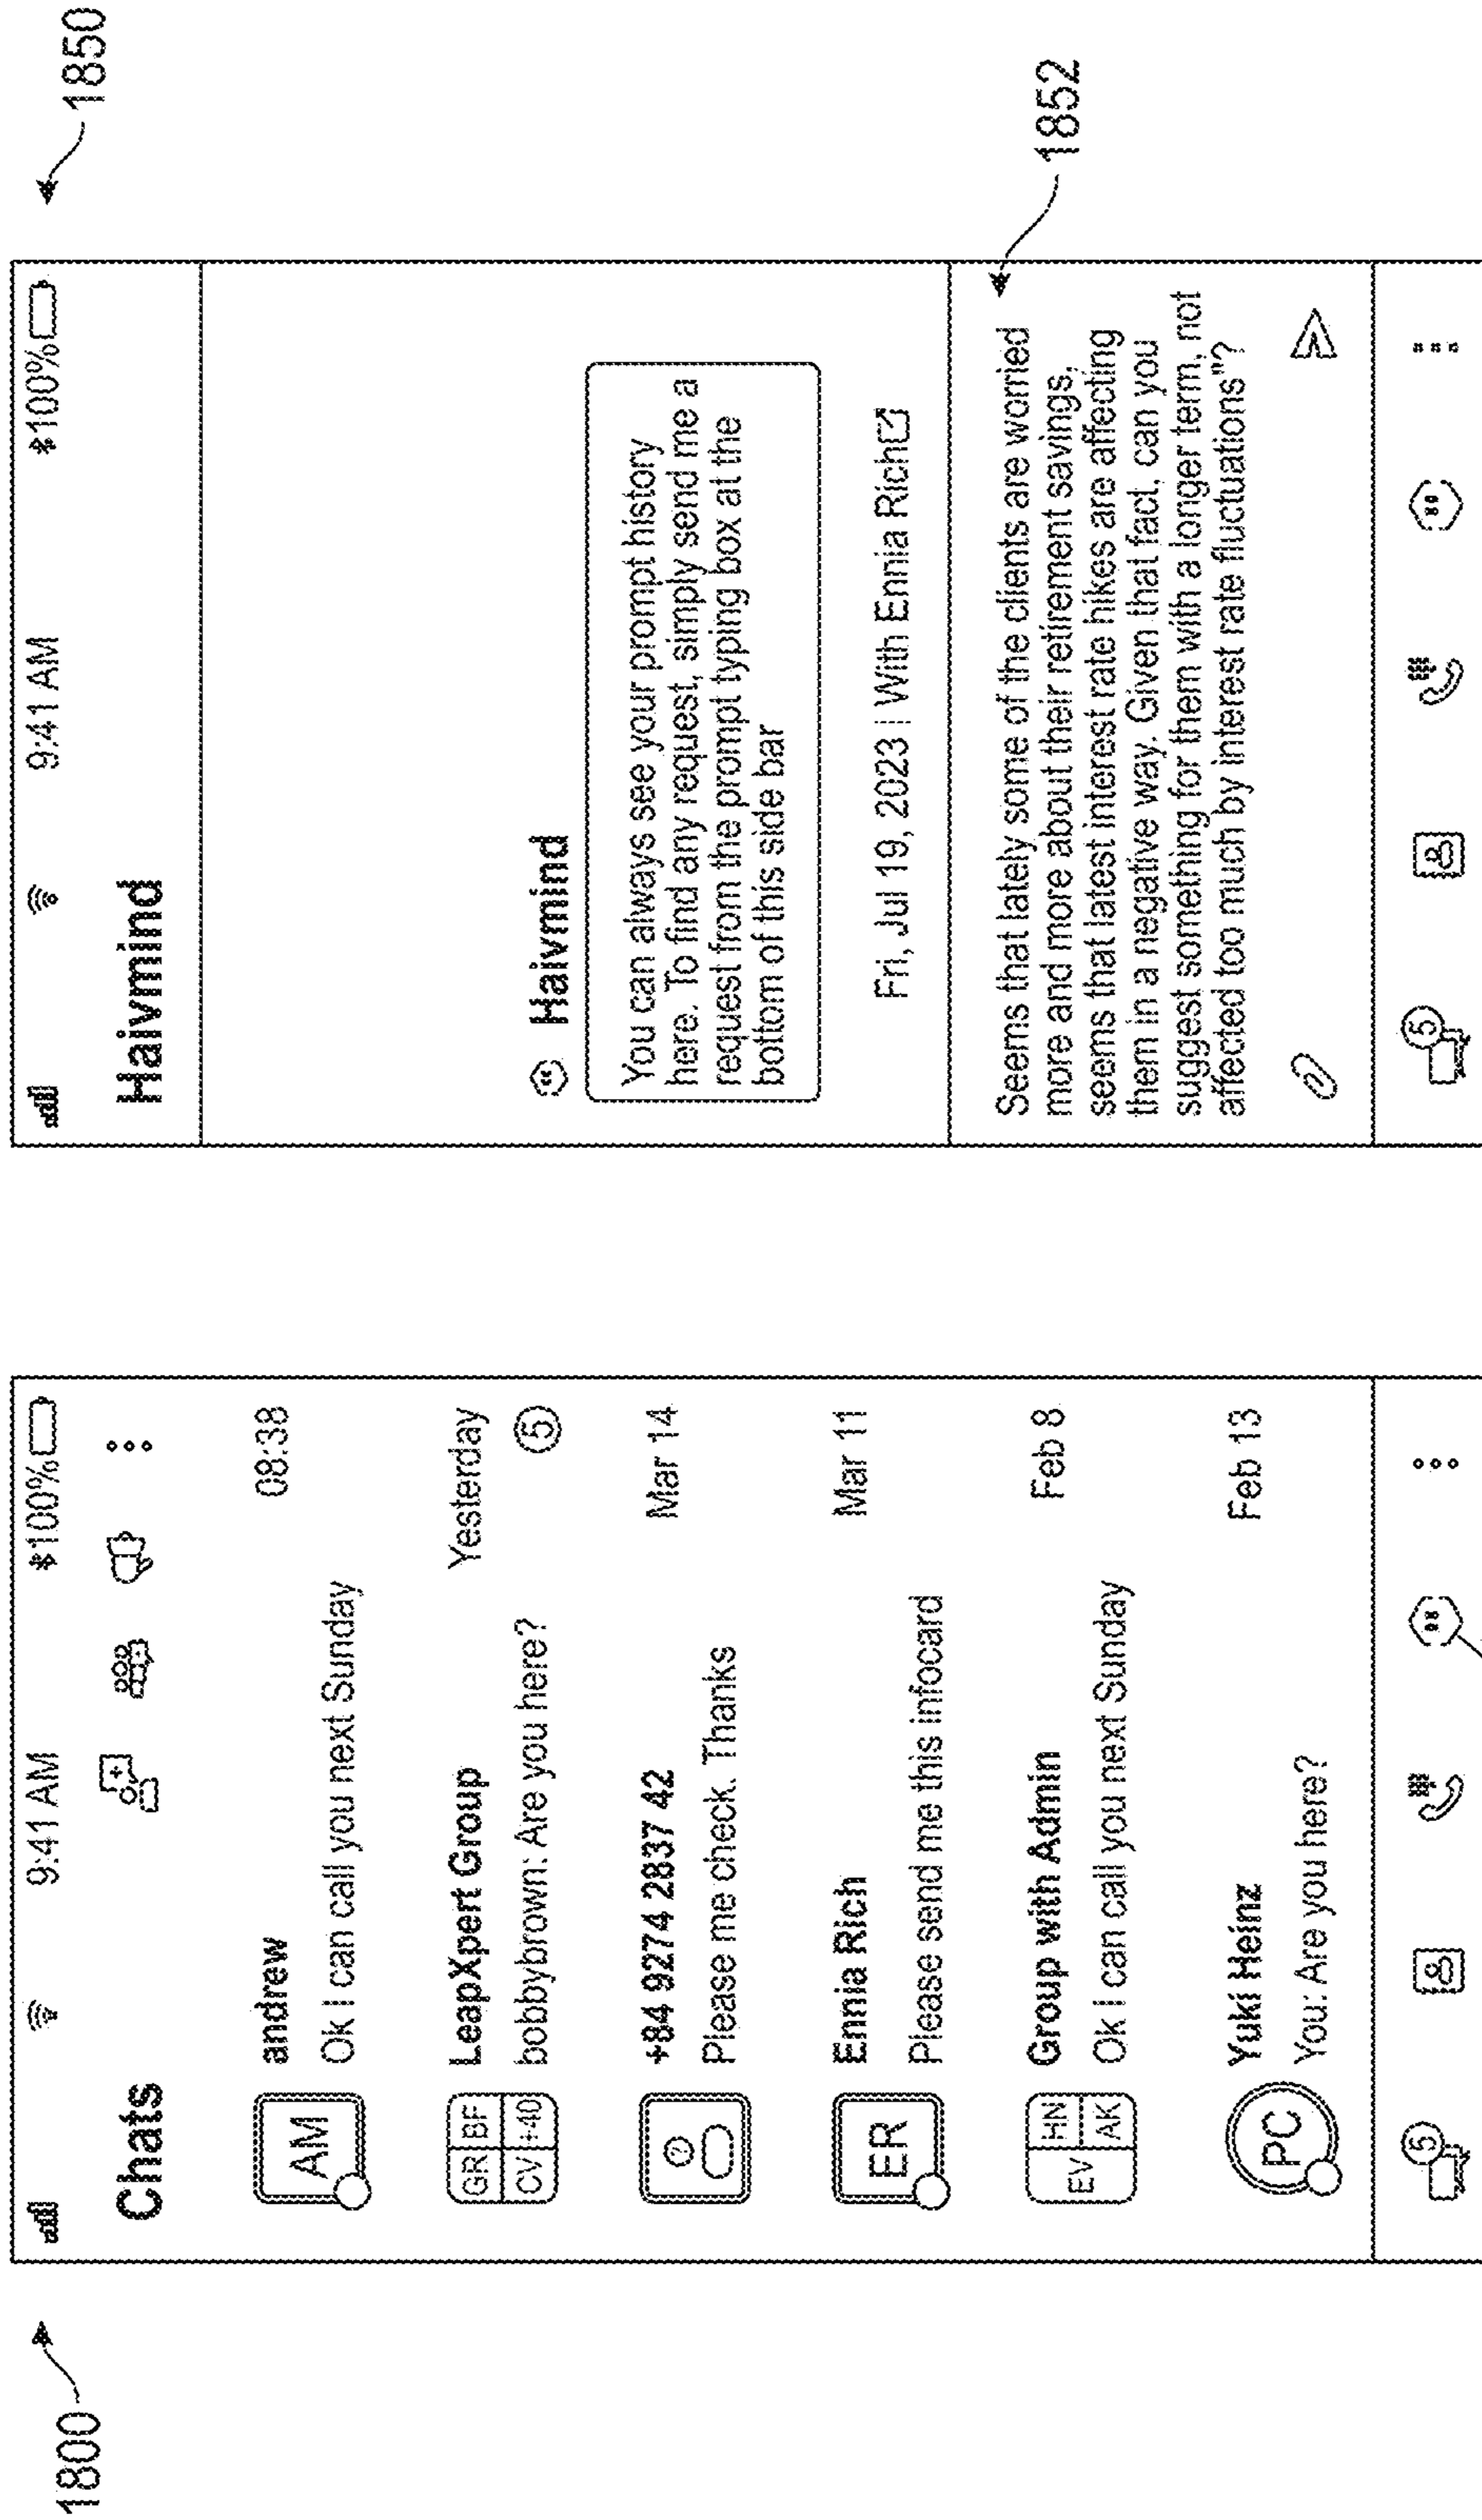 1800
9:41 AM
*100%
Chats
AM
andrew
08:38
Ok I can call you next Sunday
GR BF
CV +40
LeapXpert Group
Yesterday
bobbybrown: Are you here?
5
+84 9274 2837 42
Mar 14
Please me check. Thanks
ER
Ennia Rich
Mar 11
Please send me this infocard
EV HN
AK
Group with Admin
Feb 8
Ok I can call you next Sunday
PC
Yuki Heinz
Feb 13
You: Are you here?
5
1850
9:41 AM
*100%
Haivmind
Haivmind
You can always see your prompt history
here. To find any request, simply send me a
request from the prompt typing box at the
bottom of this side bar
Fri, Jul 19, 2023 | With Ennia Rich
1852
Seems that lately some of the clients are worried
more and more about their retirement savings,
seems that latest interest rate hikes are affecting
them in a negative way. Given that fact, can you
suggest something for them with a longer term, not
affected too much by interest rate fluctuations"?
5